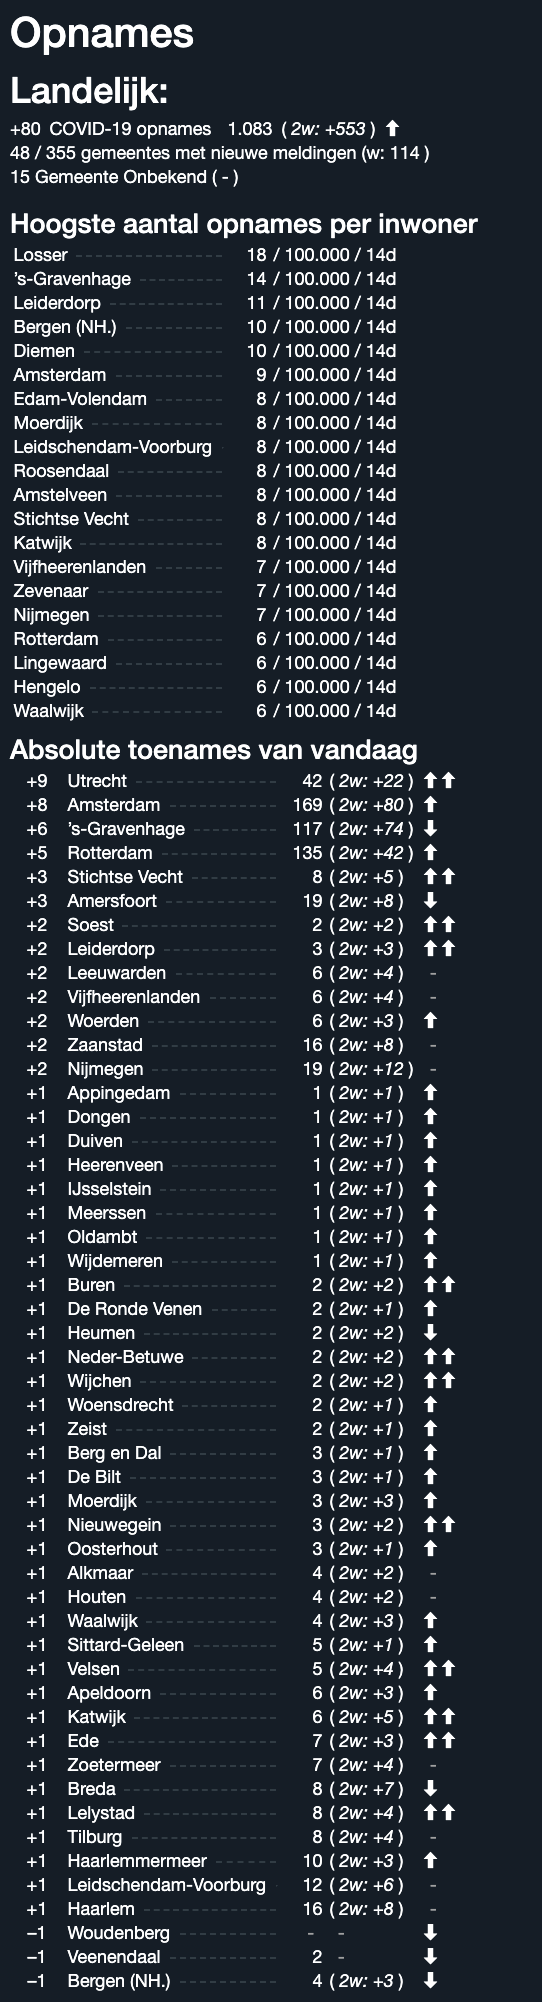 Opnames
Landelijk:
+80 COVID-19 opnames 1.083 ( 2w: +553 ) ⬆
48 / 355 gemeentes met nieuwe meldingen (w: 114 )
15 Gemeente Onbekend ( - )
Hoogste aantal opnames per inwoner
Losser 18 / 100.000 / 14d
's-Gravenhage 14 / 100.000 / 14d
Leiderdorp 11 / 100.000 / 14d
Bergen (NH.) 10 / 100.000 / 14d
Diemen 10 / 100.000 / 14d
Amsterdam 9 / 100.000 / 14d
Edam-Volendam 8 / 100.000 / 14d
Moerdijk 8 / 100.000 / 14d
Leidschendam-Voorburg 8 / 100.000 / 14d
Roosendaal 8 / 100.000 / 14d
Amstelveen 8 / 100.000 / 14d
Stichtse Vecht 8 / 100.000 / 14d
Katwijk 8 / 100.000 / 14d
Vijfheerenlanden 7 / 100.000 / 14d
Zevenaar 7 / 100.000 / 14d
Nijmegen 7 / 100.000 / 14d
Rotterdam 6 / 100.000 / 14d
Lingewaard 6 / 100.000 / 14d
Hengelo 6 / 100.000 / 14d
Waalwijk 6 / 100.000 / 14d
Absolute toenames van vandaag
+9 Utrecht 42 ( 2w: +22 ) ⬆⬆
+8 Amsterdam 169 ( 2w: +80 ) ⬆
+6 's-Gravenhage 117 ( 2w: +74 ) ⬇
+5 Rotterdam 135 ( 2w: +42 ) ⬆
+3 Stichtse Vecht 8 ( 2w: +5 ) ⬆⬆
+3 Amersfoort 19 ( 2w: +8 ) ⬇
+2 Soest 2 ( 2w: +2 ) ⬆⬆
+2 Leiderdorp 3 ( 2w: +3 ) ⬆⬆
+2 Leeuwarden 6 ( 2w: +4 ) -
+2 Vijfheerenlanden 6 ( 2w: +4 ) -
+2 Woerden 6 ( 2w: +3 ) ⬆
+2 Zaanstad 16 ( 2w: +8 ) -
+2 Nijmegen 19 ( 2w: +12 ) -
+1 Appingedam 1 ( 2w: +1 ) ⬆
+1 Dongen 1 ( 2w: +1 ) ⬆
+1 Duiven 1 ( 2w: +1 ) ⬆
+1 Heerenveen 1 ( 2w: +1 ) ⬆
+1 IJsselstein 1 ( 2w: +1 ) ⬆
+1 Meerssen 1 ( 2w: +1 ) ⬆
+1 Oldambt 1 ( 2w: +1 ) ⬆
+1 Wijdemeren 1 ( 2w: +1 ) ⬆
+1 Buren 2 ( 2w: +2 ) ⬆⬆
+1 De Ronde Venen 2 ( 2w: +1 ) ⬆
+1 Heumen 2 ( 2w: +2 ) ⬇
+1 Neder-Betuwe 2 ( 2w: +2 ) ⬆⬆
+1 Wijchen 2 ( 2w: +2 ) ⬆⬆
+1 Woensdrecht 2 ( 2w: +1 ) ⬆
+1 Zeist 2 ( 2w: +1 ) ⬆
+1 Berg en Dal 3 ( 2w: +1 ) ⬆
+1 De Bilt 3 ( 2w: +1 ) ⬆
+1 Moerdijk 3 ( 2w: +3 ) ⬆
+1 Nieuwegein 3 ( 2w: +2 ) ⬆⬆
+1 Oosterhout 3 ( 2w: +1 ) ⬆
+1 Alkmaar 4 ( 2w: +2 ) -
+1 Houten 4 ( 2w: +2 ) -
+1 Waalwijk 4 ( 2w: +3 ) ⬆
+1 Sittard-Geleen 5 ( 2w: +1 ) ⬆
+1 Velsen 5 ( 2w: +4 ) ⬆⬆
+1 Apeldoorn 6 ( 2w: +3 ) ⬆
+1 Katwijk 6 ( 2w: +5 ) ⬆⬆
+1 Ede 7 ( 2w: +3 ) ⬆⬆
+1 Zoetermeer 7 ( 2w: +4 ) -
+1 Breda 8 ( 2w: +7 ) ⬇
+1 Lelystad 8 ( 2w: +4 ) ⬆⬆
+1 Tilburg 8 ( 2w: +4 ) -
+1 Haarlemmermeer 10 ( 2w: +3 ) ⬆
+1 Leidschendam-Voorburg 12 ( 2w: +6 ) -
+1 Haarlem 16 ( 2w: +8 ) -
–1 Woudenberg - - ⬇
–1 Veenendaal 2 - ⬇
–1 Bergen (NH.) 4 ( 2w: +3 ) ⬇